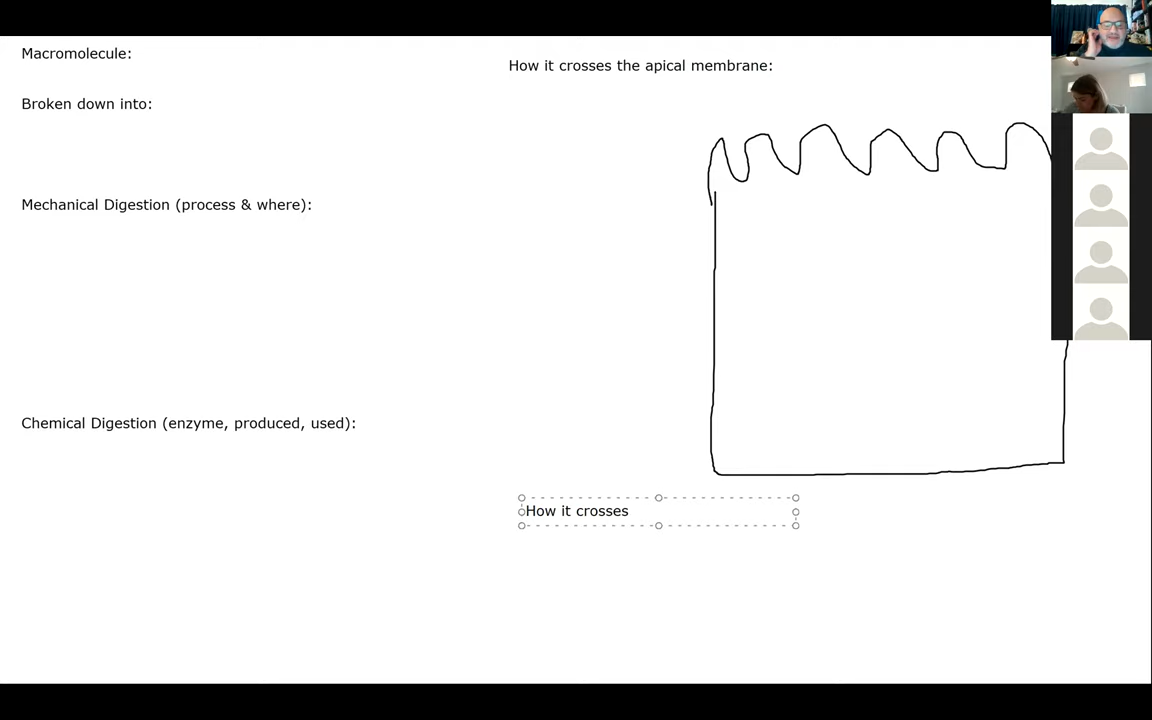 Macromolecule:
How it crosses the apical membrane:
Broken down into:
Mechanical Digestion (process & where):
Chemical Digestion (enzyme, produced, used):
How it crosses